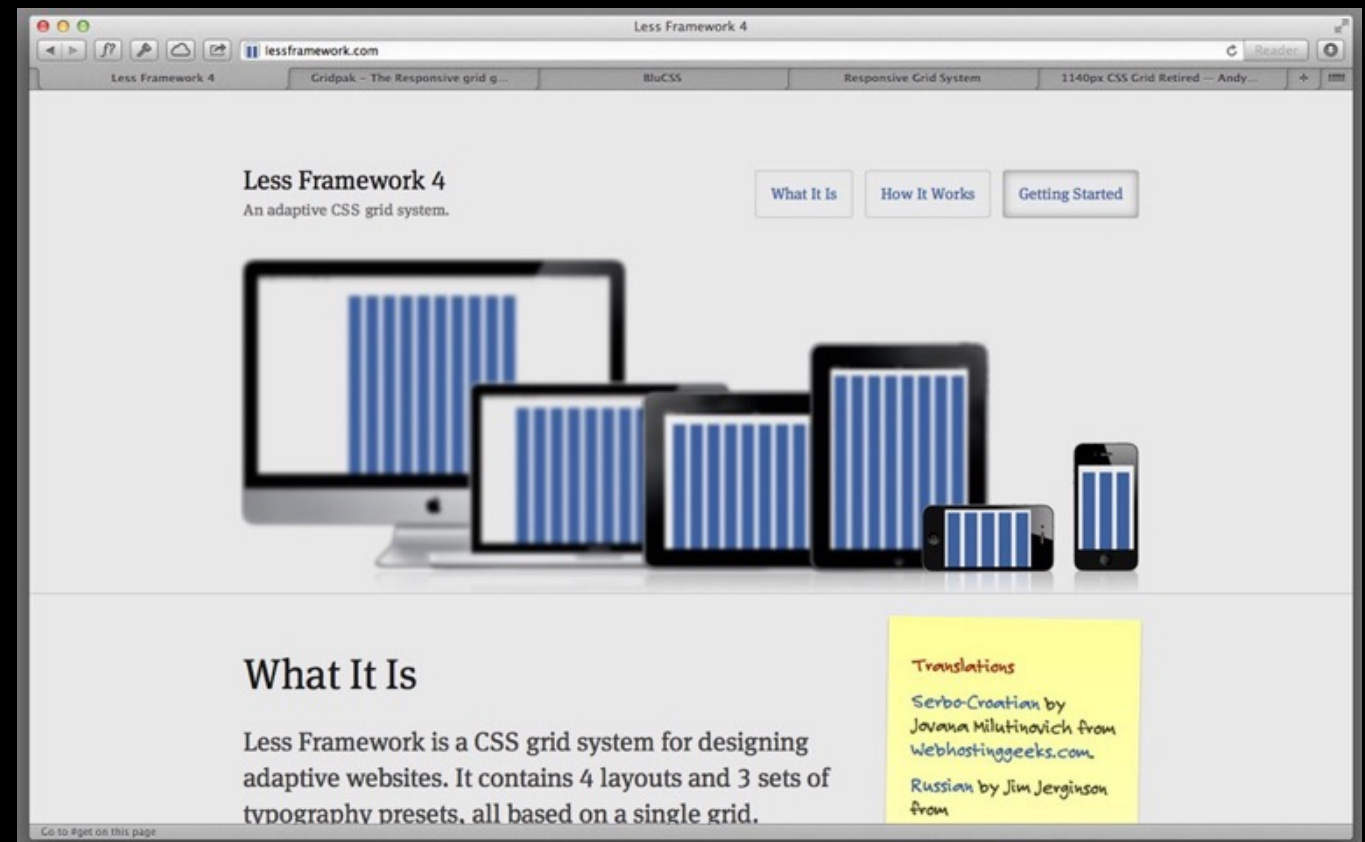 Less Framework 4
lessframework.com
Reader
Less Framework 4
Gridpak – The Responsive grid g...
BluCSS
Responsive Grid System
1140px CSS Grid Retired — Andy...
Less Framework 4
An adaptive CSS grid system.
What It Is
How It Works
Getting Started
What It Is
Less Framework is a CSS grid system for designing
adaptive websites. It contains 4 layouts and 3 sets of
typography presets, all based on a single grid.
Translations
Serbo-Croatian by
Jovana Milutinovich from
Webhostinggeeks.com.
Russian by Jim Jerginson
from
Go to #get on this page